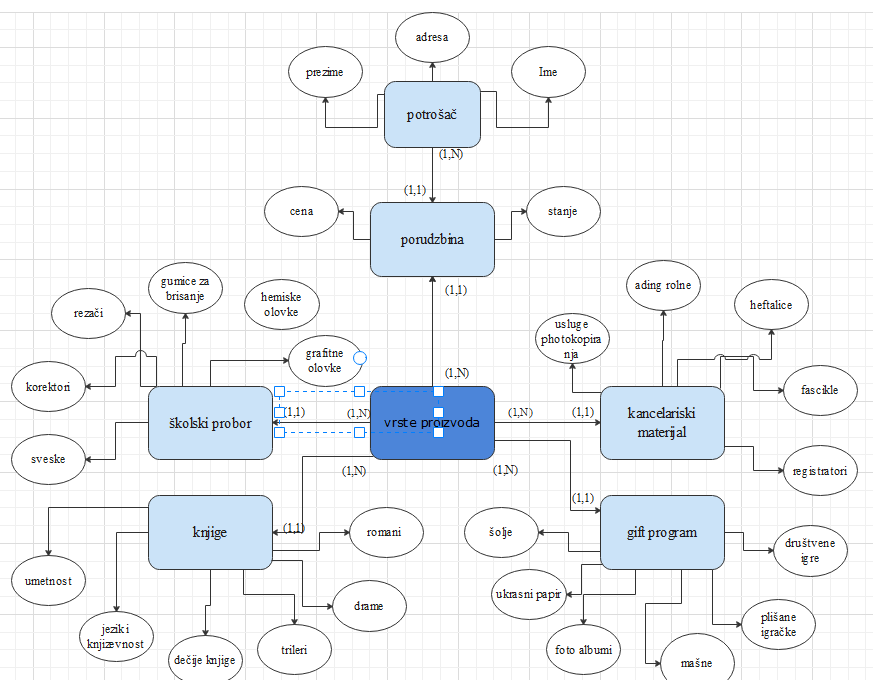 adresa
prezime
Ime
potrošač
(1,N)
(1,1)
cena
stanje
porudzbina
(1,1)
gumice za
brisanje
hemiske
olovke
rezači
ading rolne
heftalice
usluge
photokopira
nja
grafitne
olovke
(1,N)
korektori
fascikle
školski probor
(1,1)
(1,N)
vrste proizvoda
(1,N)
(1,1)
kancelariski
materijal
sveske
(1,N)
(1,N)
registratori
(1,1)
(1,1)
knjige
romani
šolje
gift program
društvene
igre
umetnost
ukrasni papir
drame
jezik i
knjizevnost
plišane
igračke
dečije knjige
trileri
foto albumi
mašne